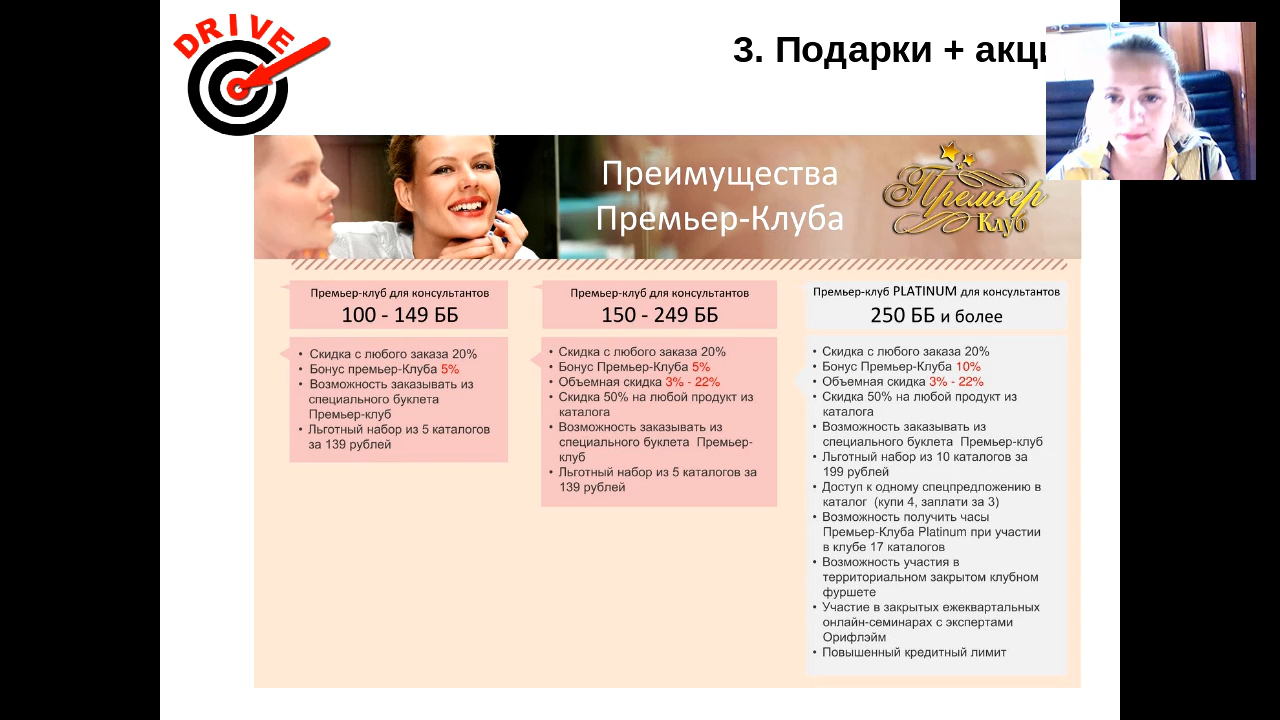 DRIVE
3. Подарки + акц
Преимущества
Премьер-Клуба
Премьер
Клуб
Премьер-клуб для консультантов
100 - 149 ББ
• Скидка с любого заказа 20%
• Бонус премьер-Клуба 5%
• Возможность заказывать из
специального буклета
Премьер-клуб
• Льготный набор из 5 каталогов
за 139 рублей
Премьер-клуб для консультантов
150 - 249 ББ
• Скидка с любого заказа 20%
• Бонус Премьер-Клуба 5%
• Объемная скидка 3% - 22%
• Скидка 50% на любой продукт из
каталога
• Возможность заказывать из
специального буклета Премьер-
клуб
• Льготный набор из 5 каталогов за
139 рублей
Премьер-клуб PLATINUM для консультантов
250 ББ и более
• Скидка с любого заказа 20%
• Бонус Премьер-Клуба 10%
• Объемная скидка 3% - 22%
• Скидка 50% на любой продукт из
каталога
• Возможность заказывать из
специального буклета Премьер-клуб
• Льготный набор из 10 каталогов за
199 рублей
• Доступ к одному спецпредложению в
каталог (купи 4, заплати за 3)
• Возможность получить часы
Премьер-Клуба Platinum при участии
в клубе 17 каталогов
• Возможность участия в
территориальном закрытом клубном
фуршете
• Участие в закрытых ежеквартальных
онлайн-семинарах с экспертами
Орифлэйм
• Повышенный кредитный лимит